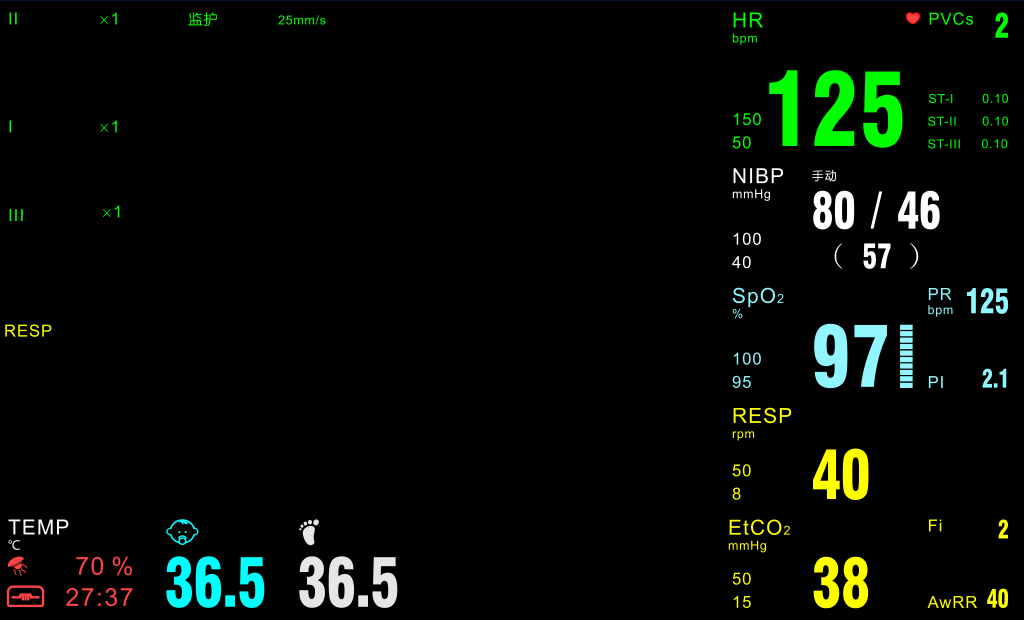 II ×1 监护 25mm/s
I ×1
III ×1
RESP
HR
bpm
PVCs 2
150
50
125
ST-I 0.10
ST-II 0.10
ST-III 0.10
NIBP
mmHg
手动
80 / 46
( 57 )
100
40
SpO₂
%
PR
bpm
125
100
95
97
PI 2.1
RESP
rpm
50
8
40
EtCO₂
mmHg
Fi 2
50
15
38
AwRR 40
TEMP
℃
70 %
27:37
36.5
36.5